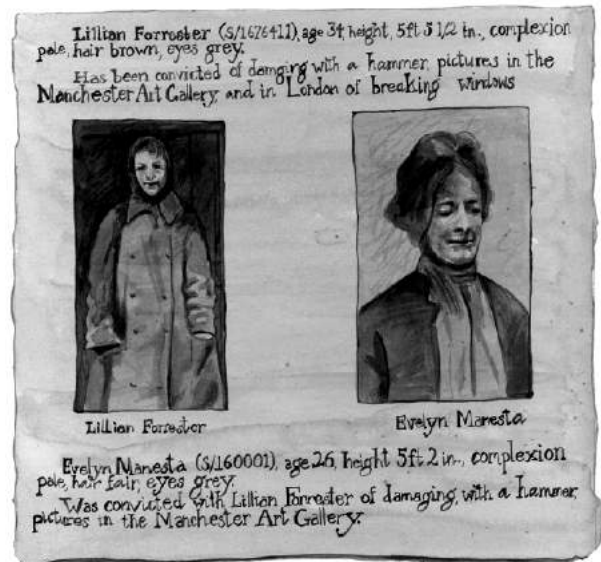 Lillian Forrester (S/1676411), age 34, height, 5ft 5 1/2 in., complexion
pale, hair brown, eyes grey.
Has been convicted of damging with a hammer, pictures in the
Manchester Art Gallery, and in London of breaking windows
Lillian Forrester
Evelyn Manesta
Evelyn Manesta (S/160001), age 26, height 5ft 2 in., complexion
pale, hair fair, eyes grey.
Was convicted with Lillian Forrester of damaging, with a hammer,
pictures in the Manchester Art Gallery.